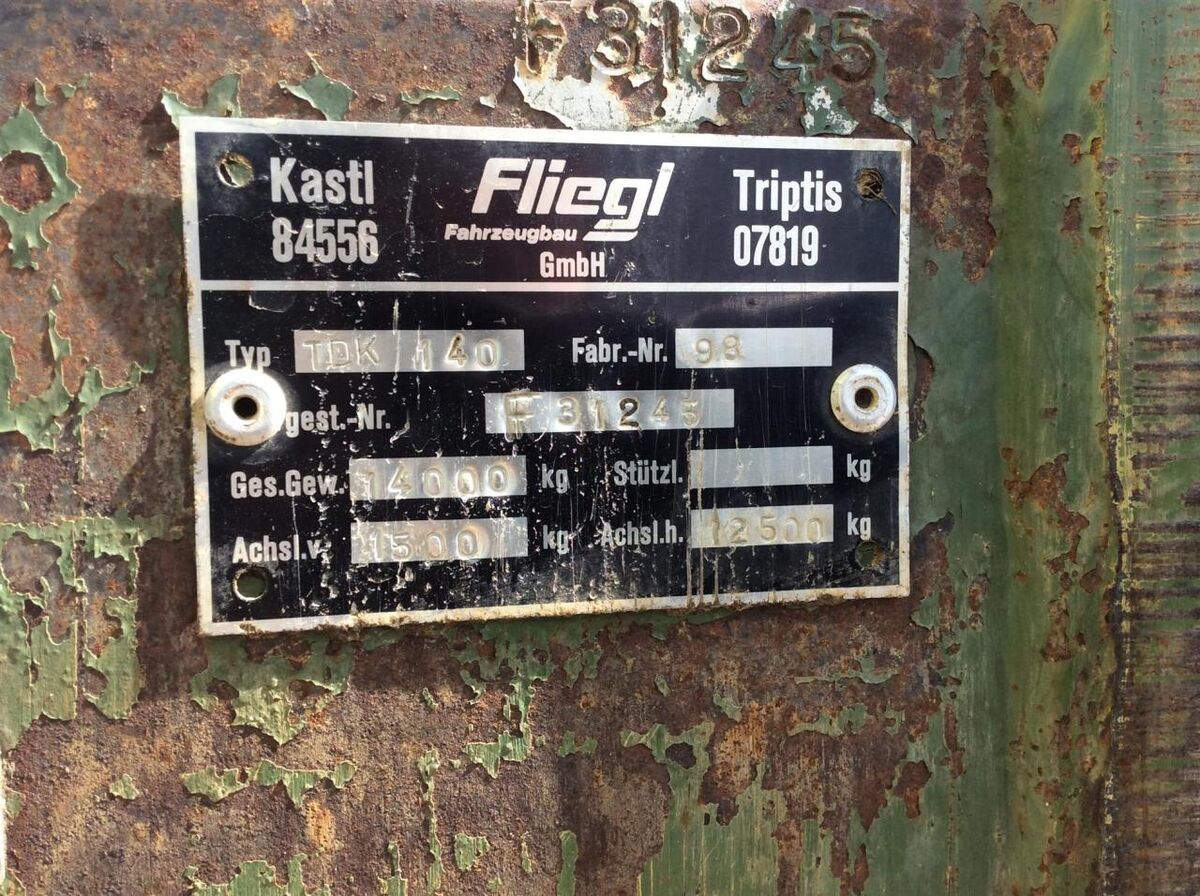 F31245
Kastl Fliegl Triptis
84556 Fahrzeugbau 07819
GmbH
Typ TDK 140 Fabr.-Nr. 98
gest.-Nr. F 31245
Ges.Gew. 14000 kg Stützl. kg
Achsl.v. 1500 kg Achsl.h. 12500 kg